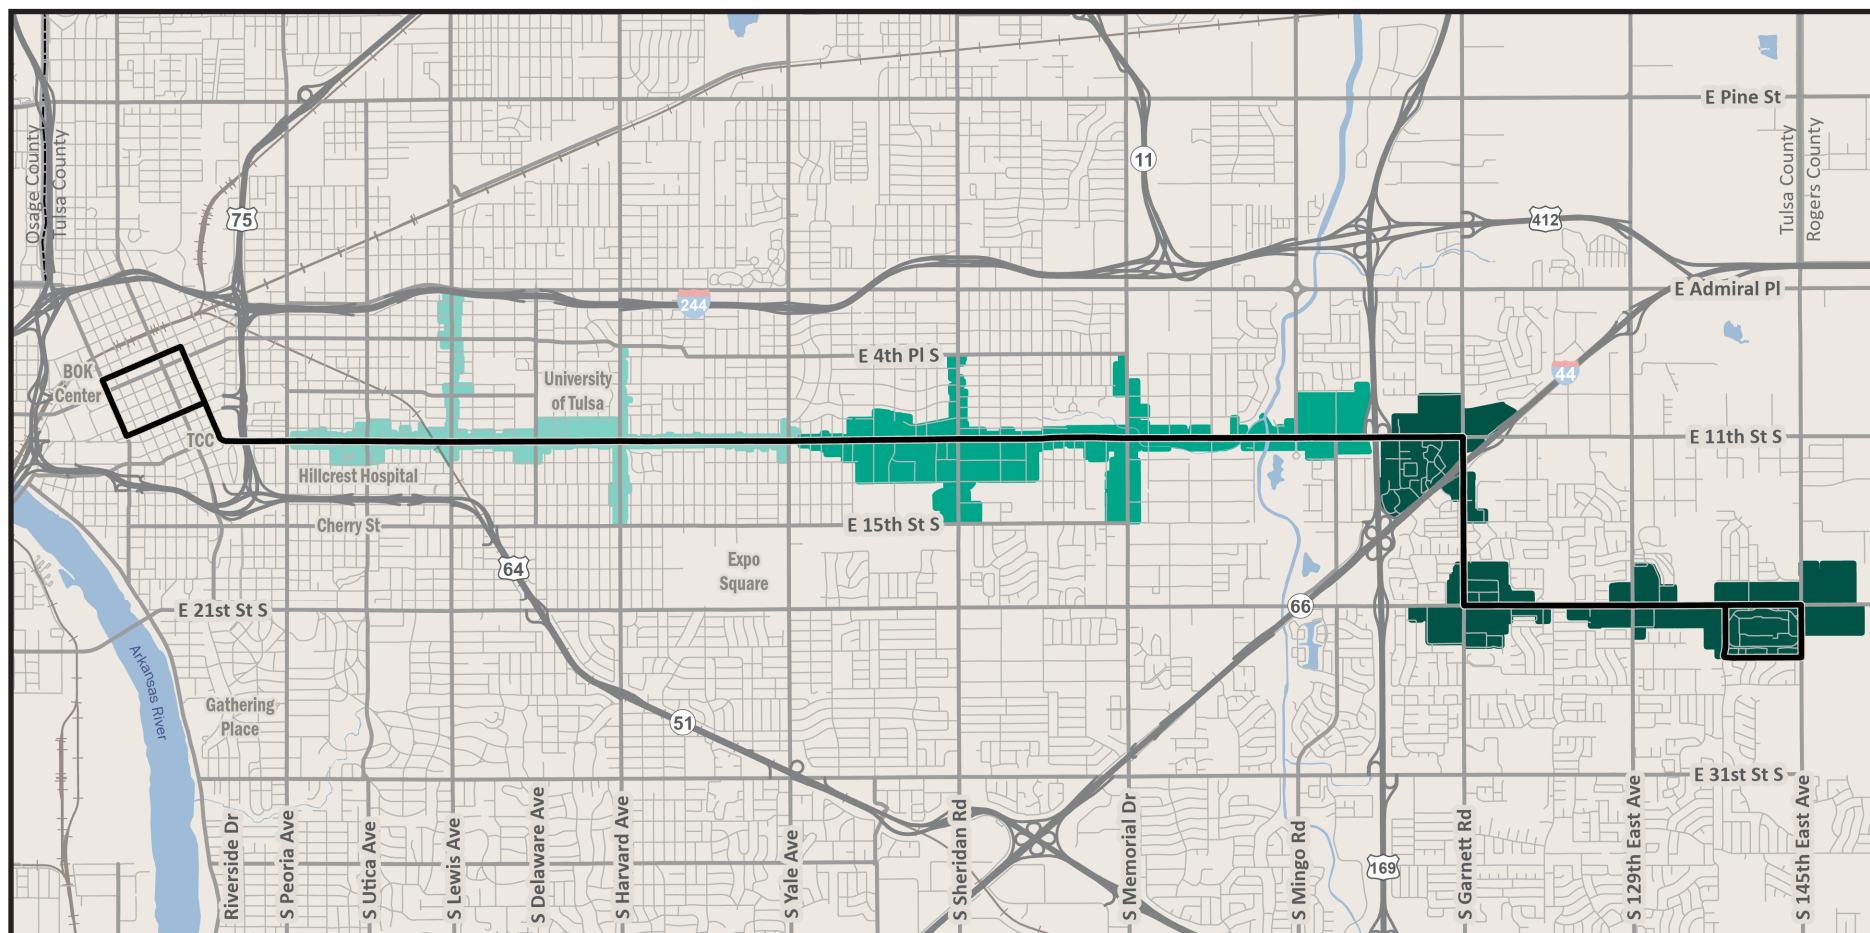 E Pine St
Osage County
Tulsa County
Tulsa County
Rogers County
11
75
412
244
E Admiral Pl
E 4th Pl S
BOK
Center
44
University
of Tulsa
TCC
E 11th St S
Hillcrest Hospital
Cherry St
E 15th St S
64
Expo
Square
66
E 21st St S
Arkansas River
Gathering
Place
51
E 31st St S
169
Riverside Dr
S Peoria Ave
S Utica Ave
S Lewis Ave
S Delaware Ave
S Harvard Ave
S Yale Ave
S Sheridan Rd
S Memorial Dr
S Mingo Rd
S Garnett Rd
S 129th East Ave
S 145th East Ave